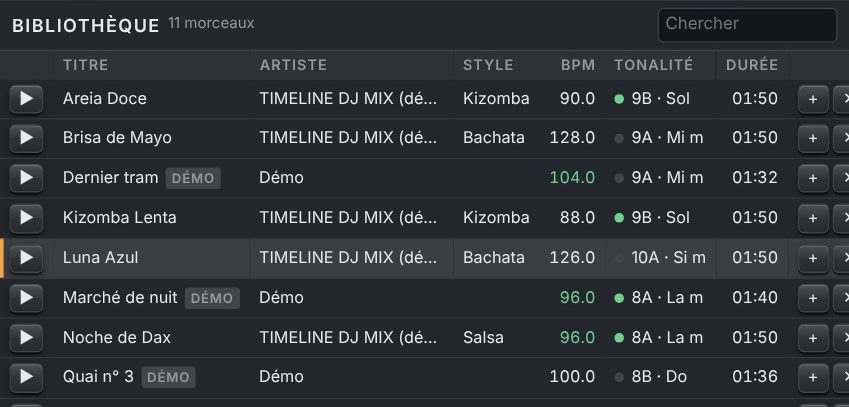 BIBLIOTHÈQUE 11 morceaux Chercher
TITRE ARTISTE STYLE BPM TONALITÉ DURÉE
Areia Doce TIMELINE DJ MIX (dé... Kizomba 90.0 9B · Sol 01:50 +
Brisa de Mayo TIMELINE DJ MIX (dé... Bachata 128.0 9A · Mi m 01:50 +
Dernier tram DÉMO Démo 104.0 9A · Mi m 01:32 +
Kizomba Lenta TIMELINE DJ MIX (dé... Kizomba 88.0 9B · Sol 01:50 +
Luna Azul TIMELINE DJ MIX (dé... Bachata 126.0 10A · Si m 01:50 +
Marché de nuit DÉMO Démo 96.0 8A · La m 01:40 +
Noche de Dax TIMELINE DJ MIX (dé... Salsa 96.0 8A · La m 01:50 +
Quai n° 3 DÉMO Démo 100.0 8B · Do 01:36 +